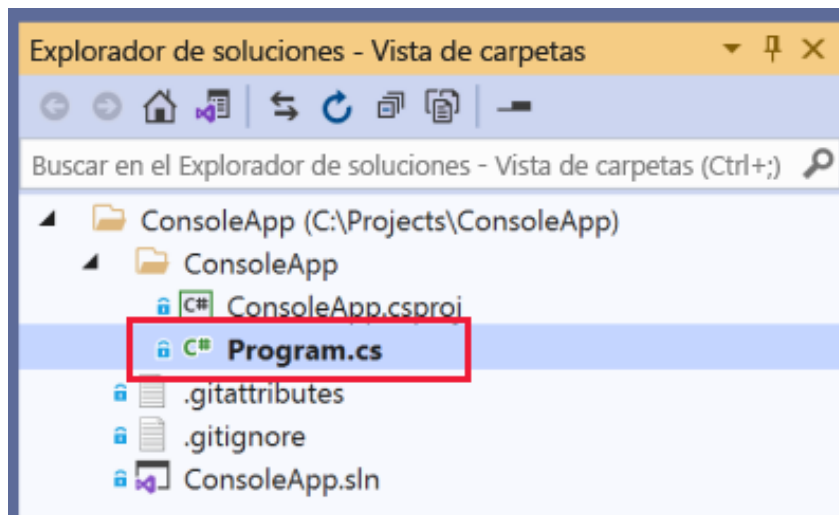 Explorador de soluciones - Vista de carpetas
Buscar en el Explorador de soluciones - Vista de carpetas (Ctrl+;)
ConsoleApp (C:\Projects\ConsoleApp)
ConsoleApp
C# ConsoleApp.csproj
C# Program.cs
.gitattributes
.gitignore
ConsoleApp.sln